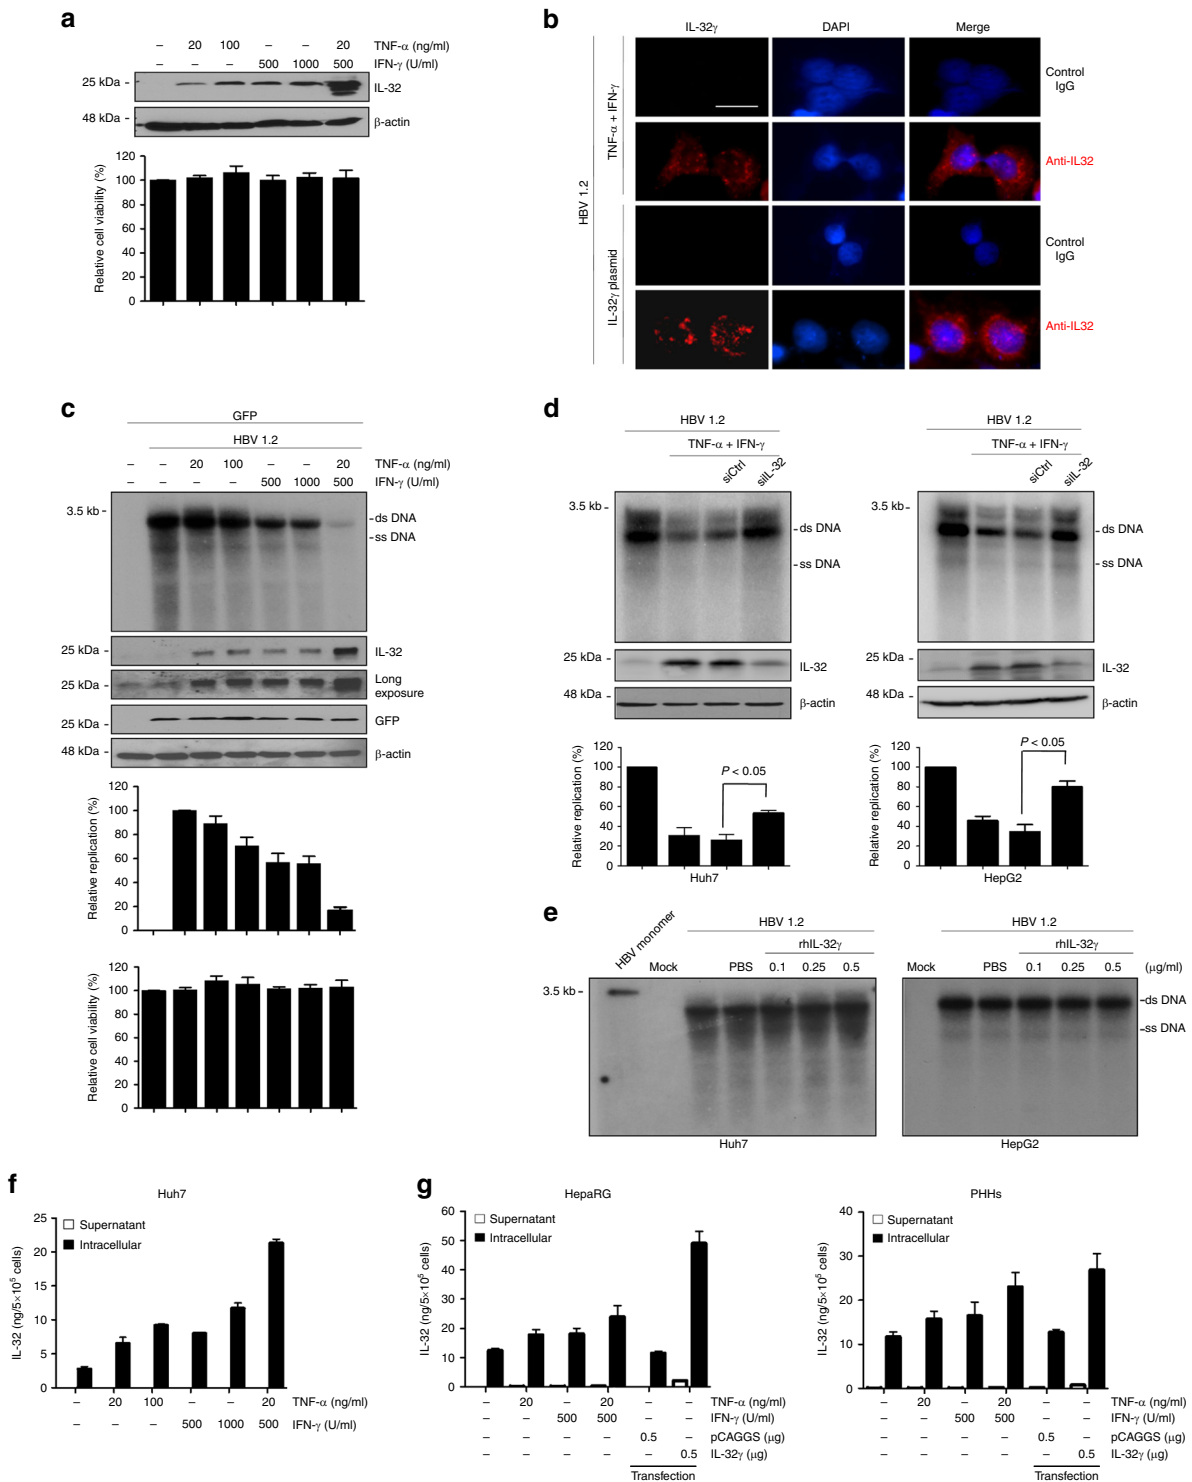 a
– 20 100 – – 20 TNF-α (ng/ml)
– – – 500 1000 500 IFN-γ (U/ml)
25 kDa IL-32
48 kDa β-actin
Relative cell viability (%)
120
100
80
60
40
20
0
b
IL-32γ DAPI Merge
HBV 1.2
TNF-α + IFN-γ
IL-32γ plasmid
Control IgG
Anti-IL32
Control IgG
Anti-IL32
c
GFP
HBV 1.2
– – 20 100 – – 20 TNF-α (ng/ml)
– – – – 500 1000 500 IFN-γ (U/ml)
3.5 kb
ds DNA
ss DNA
25 kDa IL-32
25 kDa Long exposure
25 kDa GFP
48 kDa β-actin
Relative replication (%)
120
100
80
60
40
20
0
Relative cell viability (%)
120
100
80
60
40
20
0
d
HBV 1.2
TNF-α + IFN-γ
siCtrl siIL-32
3.5 kb
ds DNA
ss DNA
25 kDa IL-32
48 kDa β-actin
Relative replication (%)
120
100
80
60
40
20
0
P < 0.05
Huh7
HBV 1.2
TNF-α + IFN-γ
siCtrl siIL-32
3.5 kb
ds DNA
ss DNA
25 kDa IL-32
48 kDa β-actin
Relative replication (%)
120
100
80
60
40
20
0
P < 0.05
HepG2
e
HBV 1.2
rhIL-32γ
HBV monomer Mock PBS 0.1 0.25 0.5
3.5 kb
Huh7
HBV 1.2
rhIL-32γ
Mock PBS 0.1 0.25 0.5 (μg/ml)
ds DNA
ss DNA
HepG2
f
Huh7
Supernatant
Intracellular
IL-32 (ng/5×10⁵ cells)
25
20
15
10
5
0
– 20 100 – – 20 TNF-α (ng/ml)
– – – 500 1000 500 IFN-γ (U/ml)
g
HepaRG
Supernatant
Intracellular
IL-32 (ng/5×10⁵ cells)
60
50
40
30
20
10
0
– 20 – 20 – – TNF-α (ng/ml)
– – 500 500 – – IFN-γ (U/ml)
– – – – 0.5 – pCAGGS (μg)
– – – – – 0.5 IL-32γ (μg)
Transfection
PHHs
Supernatant
Intracellular
IL-32 (ng/5×10⁵ cells)
40
30
20
10
0
– 20 – 20 – – TNF-α (ng/ml)
– – 500 500 – – IFN-γ (U/ml)
– – – – 0.5 – pCAGGS (μg)
– – – – – 0.5 IL-32γ (μg)
Transfection